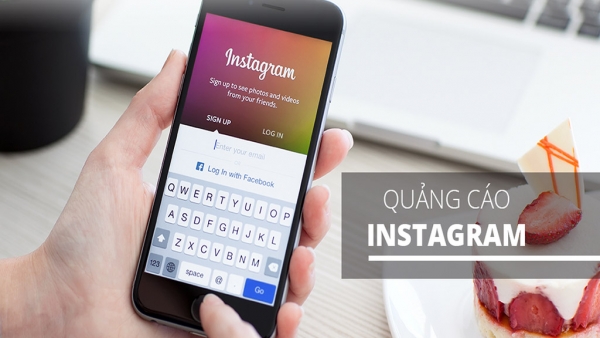 Instagram
Sign up to see photos and videos
from your friends.
SIGN UP
LOG IN
Enter your email
Log In with Facebook
Q W E R T Y U I O P
A S D F G H J K L
Z X C V B N M
123 space @ . Go
QUẢNG CÁO
INSTAGRAM